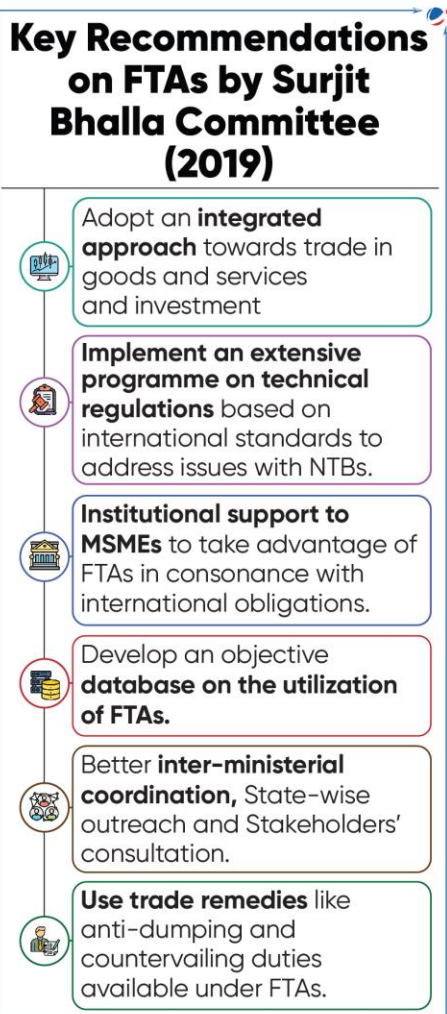 Key Recommendations
on FTAs by Surjit
Bhalla Committee
(2019)
Adopt an integrated
approach towards trade in
goods and services
and investment
Implement an extensive
programme on technical
regulations based on
international standards to
address issues with NTBs.
Institutional support to
MSMEs to take advantage of
FTAs in consonance with
international obligations.
Develop an objective
database on the utilization
of FTAs.
Better inter-ministerial
coordination, State-wise
outreach and Stakeholders’
consultation.
Use trade remedies like
anti-dumping and
countervailing duties
available under FTAs.